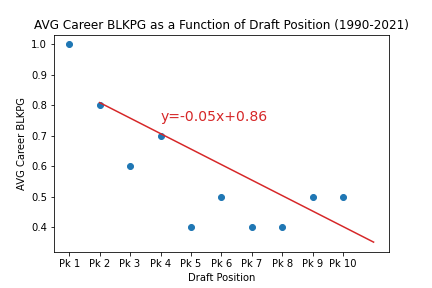 AVG Career BLKPG as a Function of Draft Position (1990-2021)
1.0
0.9
0.8
0.7
0.6
0.5
0.4
AVG Career BLKPG
y=-0.05x+0.86
Pk 1 Pk 2 Pk 3 Pk 4 Pk 5 Pk 6 Pk 7 Pk 8 Pk 9 Pk 10
Draft Position